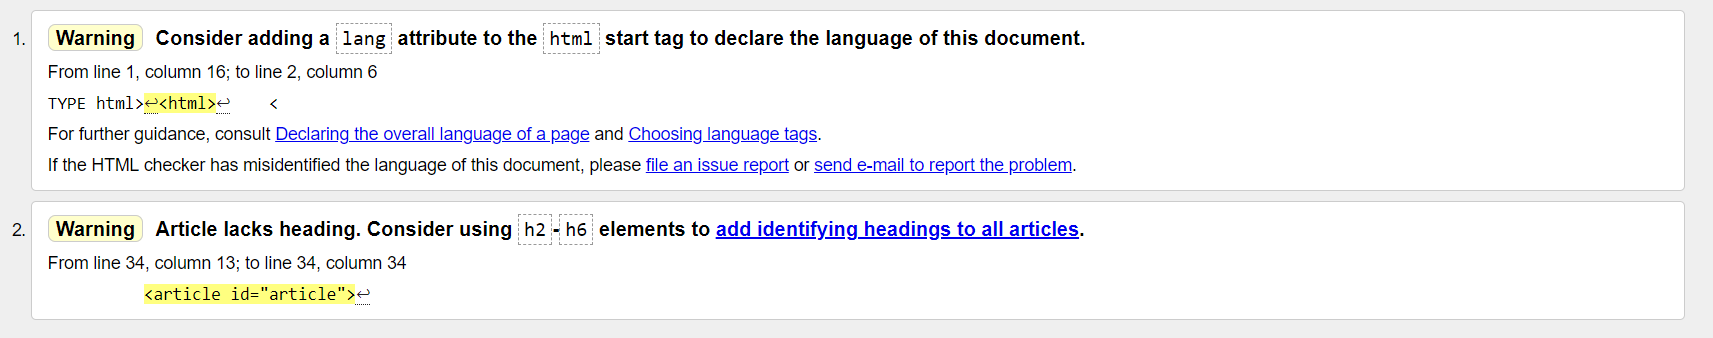 1. Warning Consider adding a lang attribute to the html start tag to declare the language of this document.
From line 1, column 16; to line 2, column 6
TYPE html>↩<html>↩    <
For further guidance, consult Declaring the overall language of a page and Choosing language tags.
If the HTML checker has misidentified the language of this document, please file an issue report or send e-mail to report the problem.
2. Warning Article lacks heading. Consider using h2-h6 elements to add identifying headings to all articles.
From line 34, column 13; to line 34, column 34
<article id="article">↩